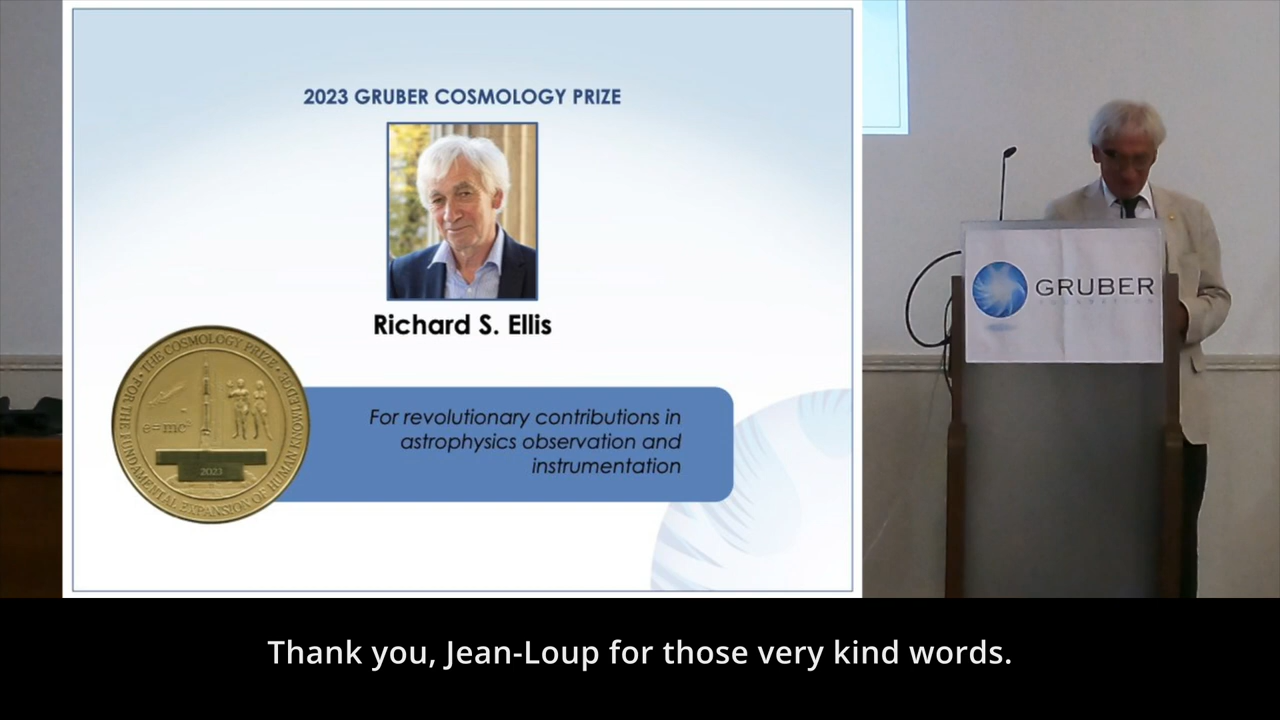 2023 GRUBER COSMOLOGY PRIZE
Richard S. Ellis
• THE COSMOLOGY PRIZE •
FOR THE FUNDAMENTAL EXPANSION OF HUMAN KNOWLEDGE
e=mc²
2023
For revolutionary contributions in
astrophysics observation and
instrumentation
GRUBER
FOUNDATION
Thank you, Jean-Loup for those very kind words.